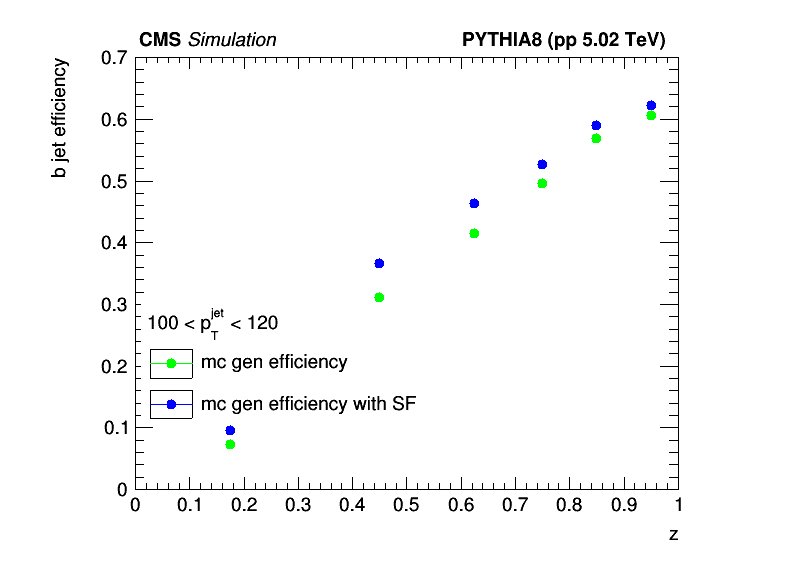 CMS Simulation PYTHIA8 (pp 5.02 TeV)
b jet efficiency
0.7
0.6
0.5
0.4
0.3
0.2
0.1
0
100 < p_T^jet < 120
mc gen efficiency
mc gen efficiency with SF
0 0.1 0.2 0.3 0.4 0.5 0.6 0.7 0.8 0.9 1
z